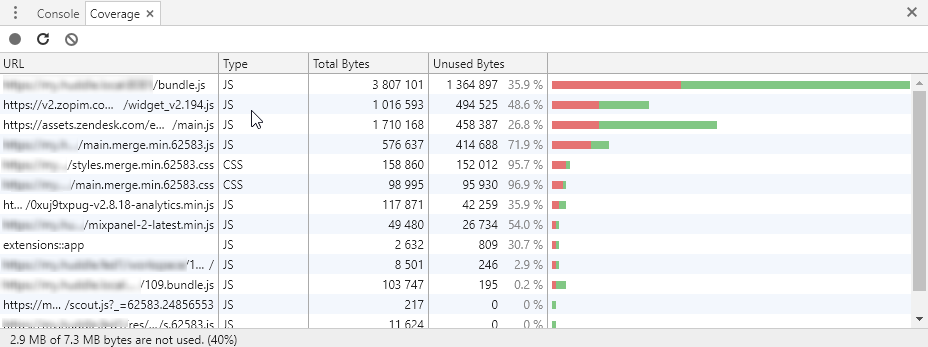 Console Coverage
URL Type Total Bytes Unused Bytes
/bundle.js JS 3 807 101 1 364 897 35.9 %
https://v2.zopim.co... /widget_v2.194.js JS 1 016 593 494 525 48.6 %
https://assets.zendesk.com/e... /main.js JS 1 710 168 458 387 26.8 %
/main.merge.min.62583.js JS 576 637 414 688 71.9 %
/styles.merge.min.62583.css CSS 158 860 152 012 95.7 %
/main.merge.min.62583.css CSS 98 995 95 930 96.9 %
ht... /0xuj9txpug-v2.8.18-analytics.min.js JS 117 871 42 259 35.9 %
/mixpanel-2-latest.min.js JS 49 480 26 734 54.0 %
extensions::app JS 2 632 809 30.7 %
/1... / JS 8 501 246 2.9 %
/109.bundle.js JS 103 747 195 0.2 %
https://m... /scout.js?_=62583.24856553 JS 217 0 0 %
/res/.../s.62583.js JS 11 624 0 0 %
2.9 MB of 7.3 MB bytes are not used. (40%)